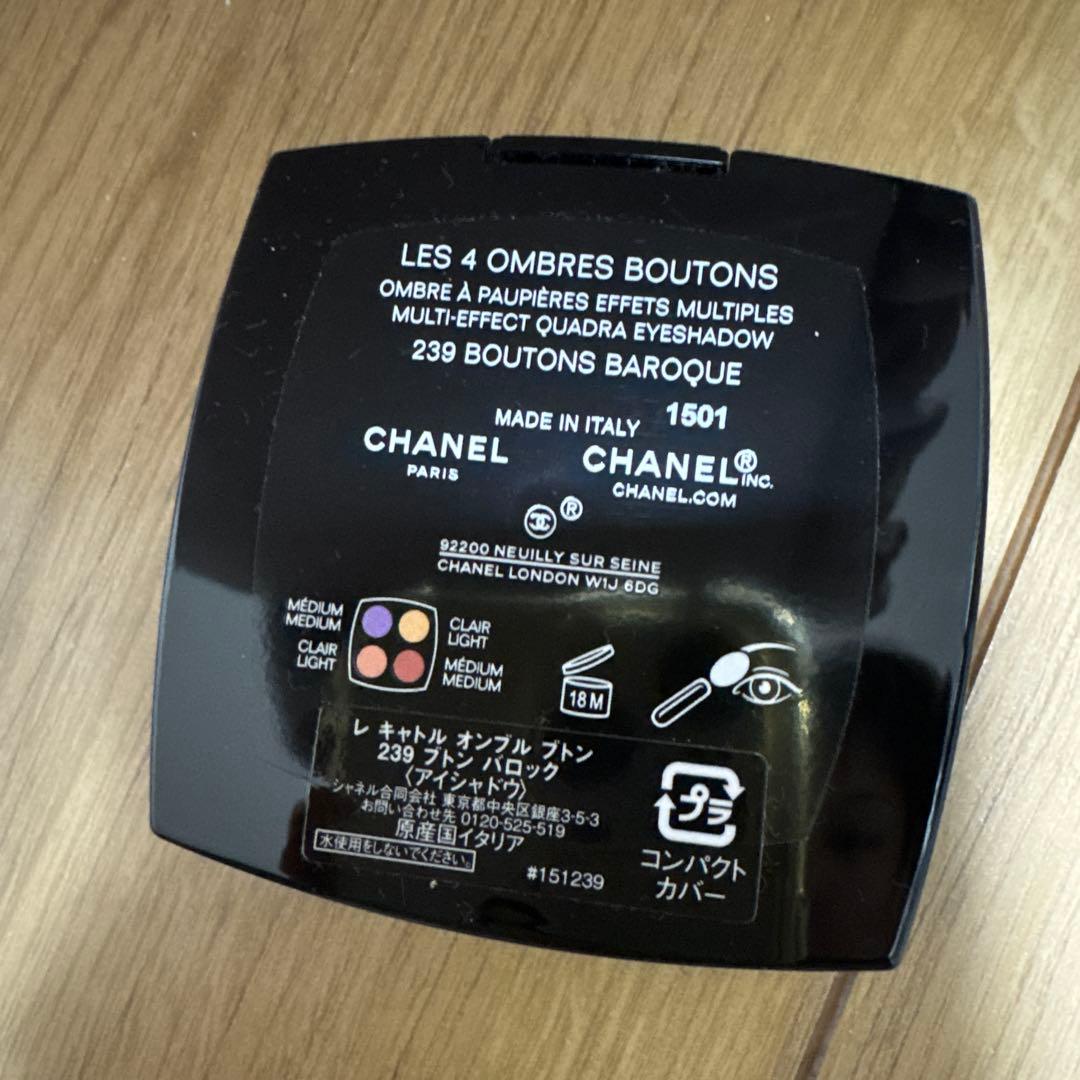 LES 4 OMBRES BOUTONS
OMBRE À PAUPIÈRES EFFETS MULTIPLES
MULTI-EFFECT QUADRA EYESHADOW
239 BOUTONS BAROQUE
MADE IN ITALY 1501
CHANEL
PARIS
CHANEL® INC.
CHANEL.COM
®
92200 NEUILLY SUR SEINE
CHANEL LONDON W1J 6DG
MÉDIUM
MEDIUM
CLAIR
LIGHT
CLAIR
LIGHT
MÉDIUM
MEDIUM
18 M
レ キャトル オンブル ブトン
239 ブトン バロック
〈アイシャドウ〉
シャネル合同会社 東京都中央区銀座3-5-3
お問い合わせ先 0120-525-519
原産国イタリア
水使用をしないでください。
#151239
プラ
コンパクト
カバー